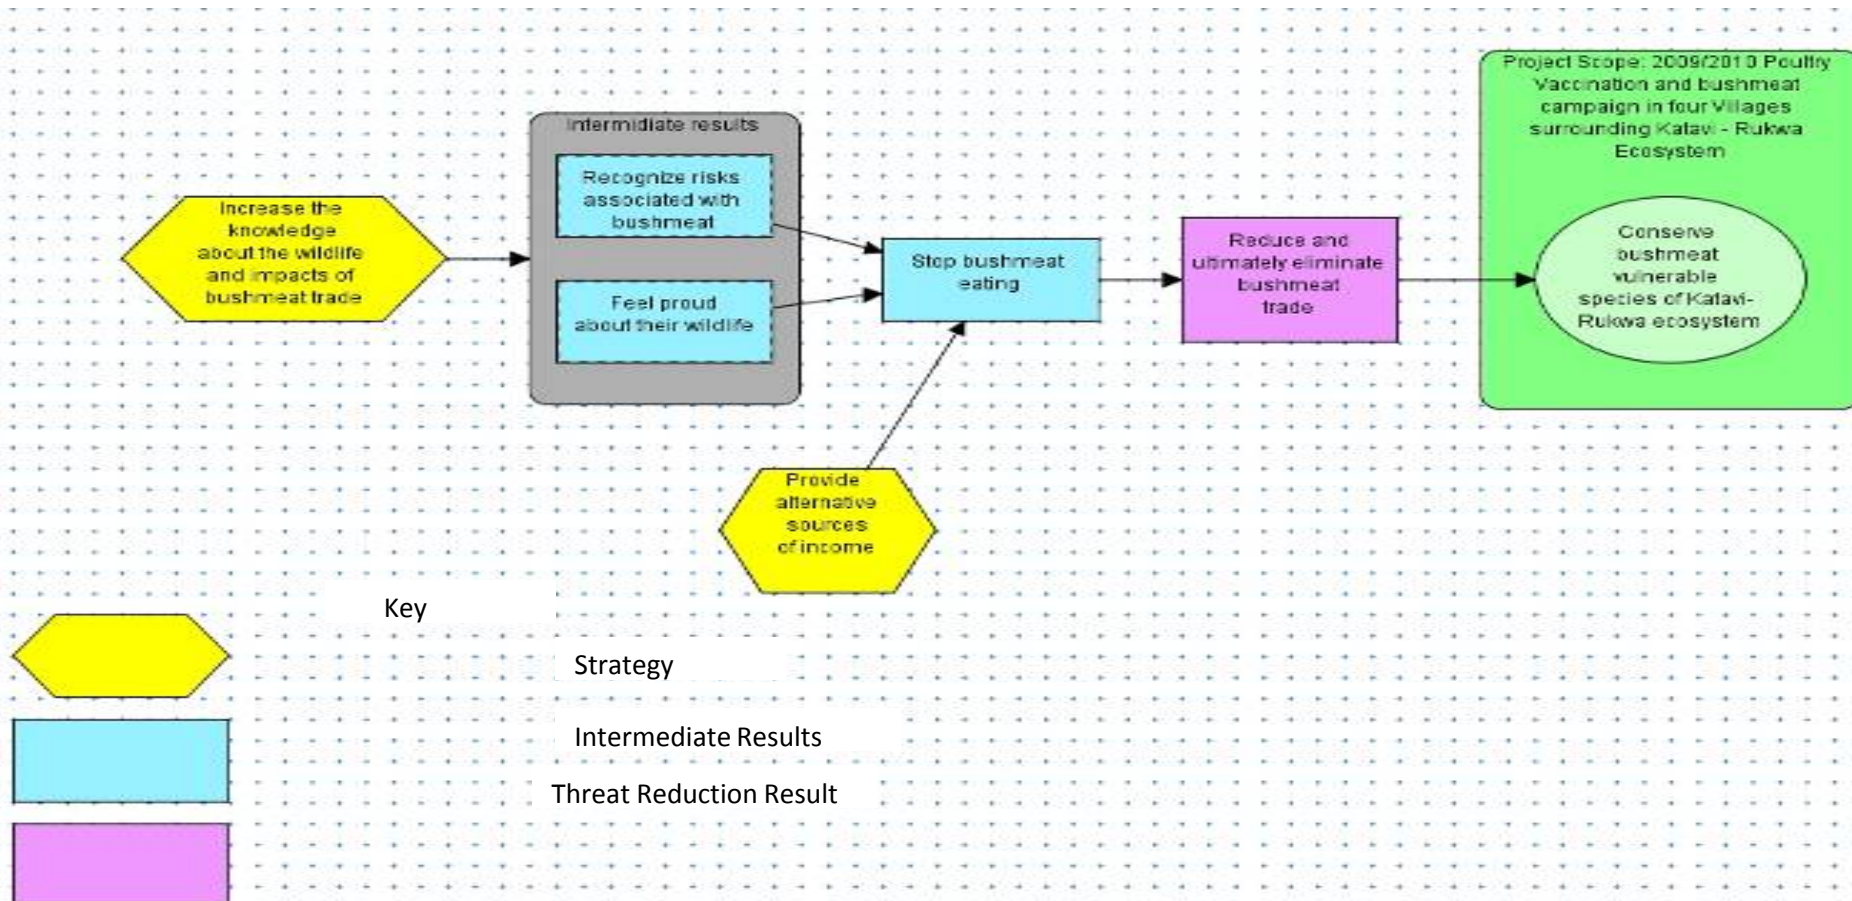 Project Scope: 2009/2010 Poultry
Vaccination and bushmeat
campaign in four Villages
surrounding Katavi - Rukwa
Ecosystem
Intermidiate results
Recognize risks
associated with
bushmeat
Increase the
knowledge
about the wildlife
and impacts of
bushmeat trade
Feel proud
about their wildlife
Stop bushmeat
eating
Reduce and
ultimately eliminate
bushmeat
trade
Conserve
bushmeat
vulnerable
species of Katavi-
Rukwa ecosystem
Provide
alternative
sources
of income
Key
Strategy
Intermediate Results
Threat Reduction Result